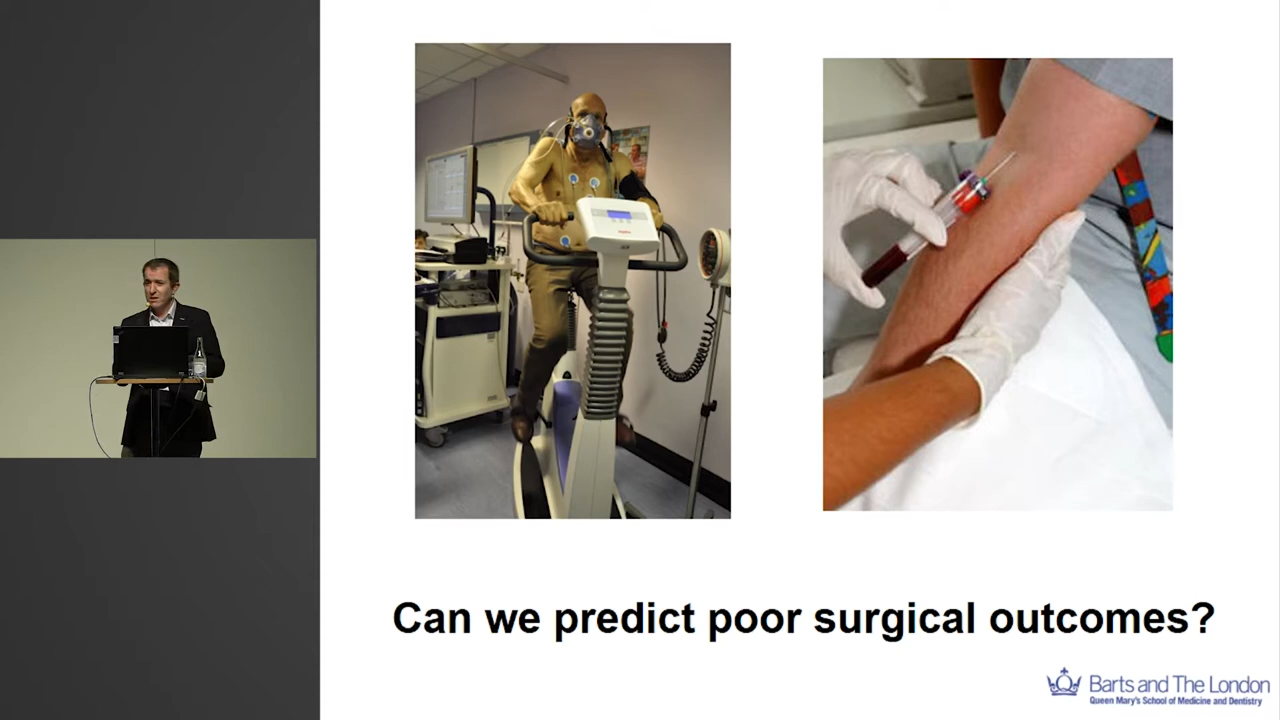 Can we predict poor surgical outcomes?
Barts and The London
Queen Mary's School of Medicine and Dentistry